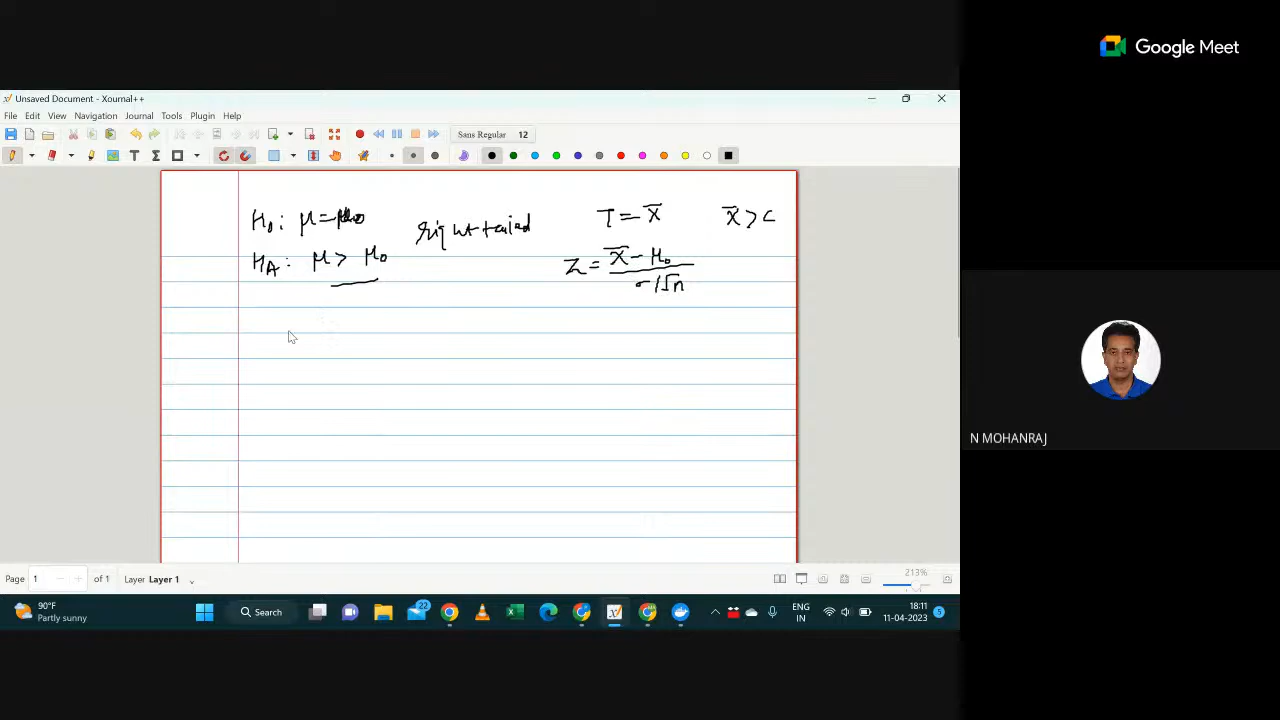 Google Meet
Unsaved Document - Xournal++
File Edit View Navigation Journal Tools Plugin Help
Sans Regular 12
H0: μ=μ0 right tailed T = X̄ X̄ > C
HA: μ > μ0 Z = X̄ - μ0
σ/√n
N MOHANRAJ
Page 1 of 1 Layer Layer 1
213%
90°F
Partly sunny
Search
22
ENG
IN
18:11
11-04-2023
5